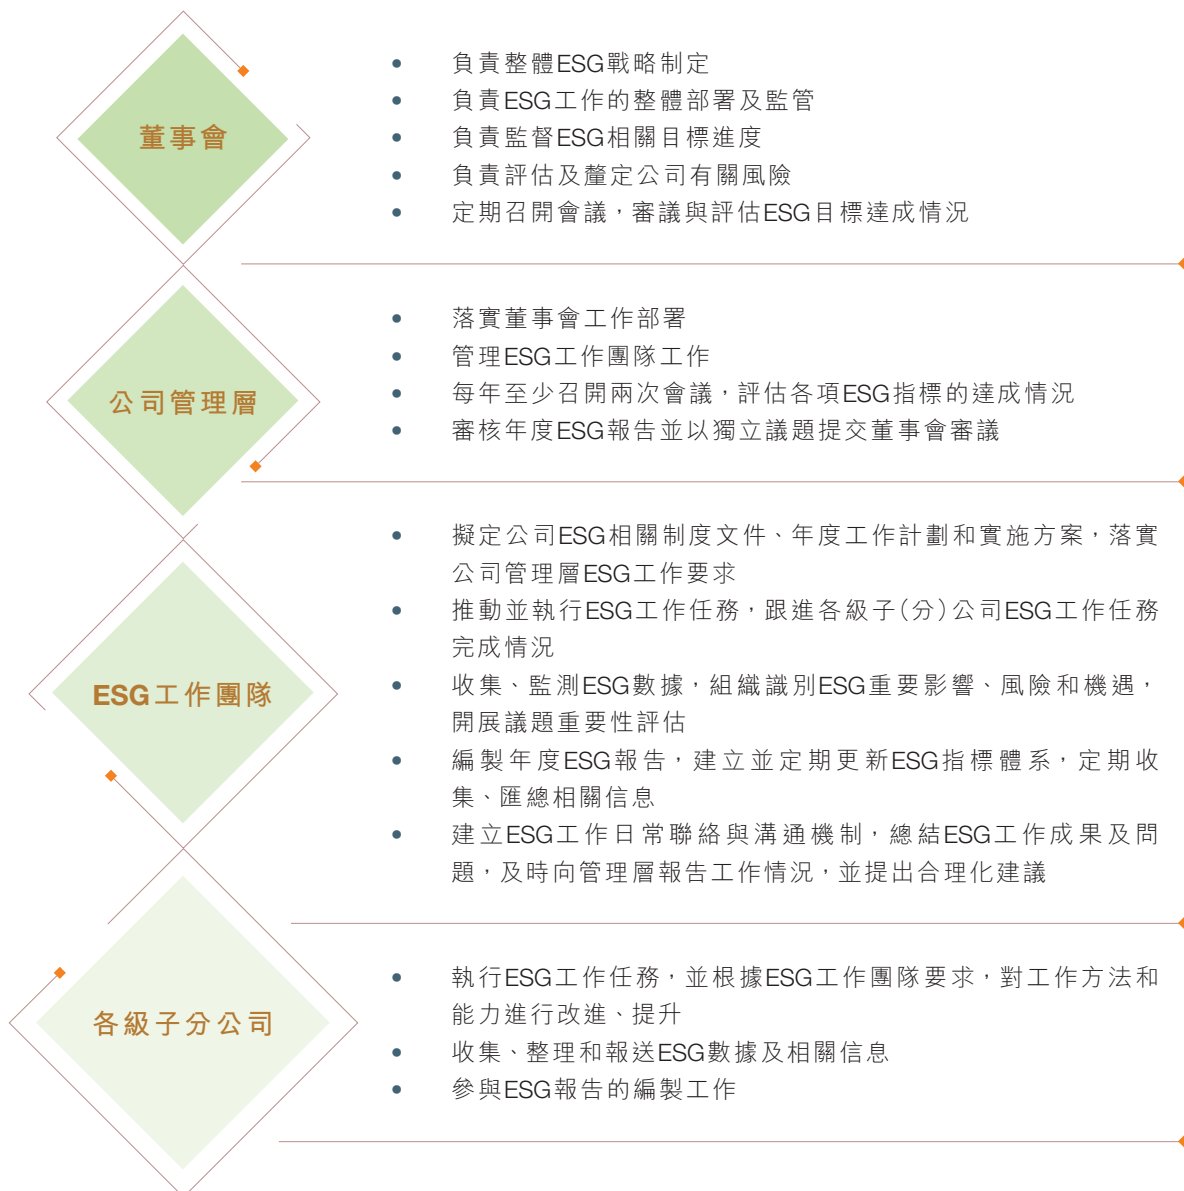 董事會
• 負責整體ESG戰略制定
• 負責ESG工作的整體部署及監管
• 負責監督ESG相關目標進度
• 負責評估及釐定公司有關風險
• 定期召開會議，審議與評估ESG目標達成情況
公司管理層
• 落實董事會工作部署
• 管理ESG工作團隊工作
• 每年至少召開兩次會議，評估各項ESG指標的達成情況
• 審核年度ESG報告並以獨立議題提交董事會審議
ESG工作團隊
• 擬定公司ESG相關制度文件、年度工作計劃和實施方案，落實
公司管理層ESG工作要求
• 推動並執行ESG工作任務，跟進各級子（分）公司ESG工作任務
完成情況
• 收集、監測ESG數據，組織識別ESG重要影響、風險和機遇，
開展議題重要性評估
• 編製年度ESG報告，建立並定期更新ESG指標體系，定期收
集、匯總相關信息
• 建立ESG工作日常聯絡與溝通機制，總結ESG工作成果及問
題，及時向管理層報告工作情況，並提出合理化建議
各級子分公司
• 執行ESG工作任務，並根據ESG工作團隊要求，對工作方法和
能力進行改進、提升
• 收集、整理和報送ESG數據及相關信息
• 參與ESG報告的編製工作